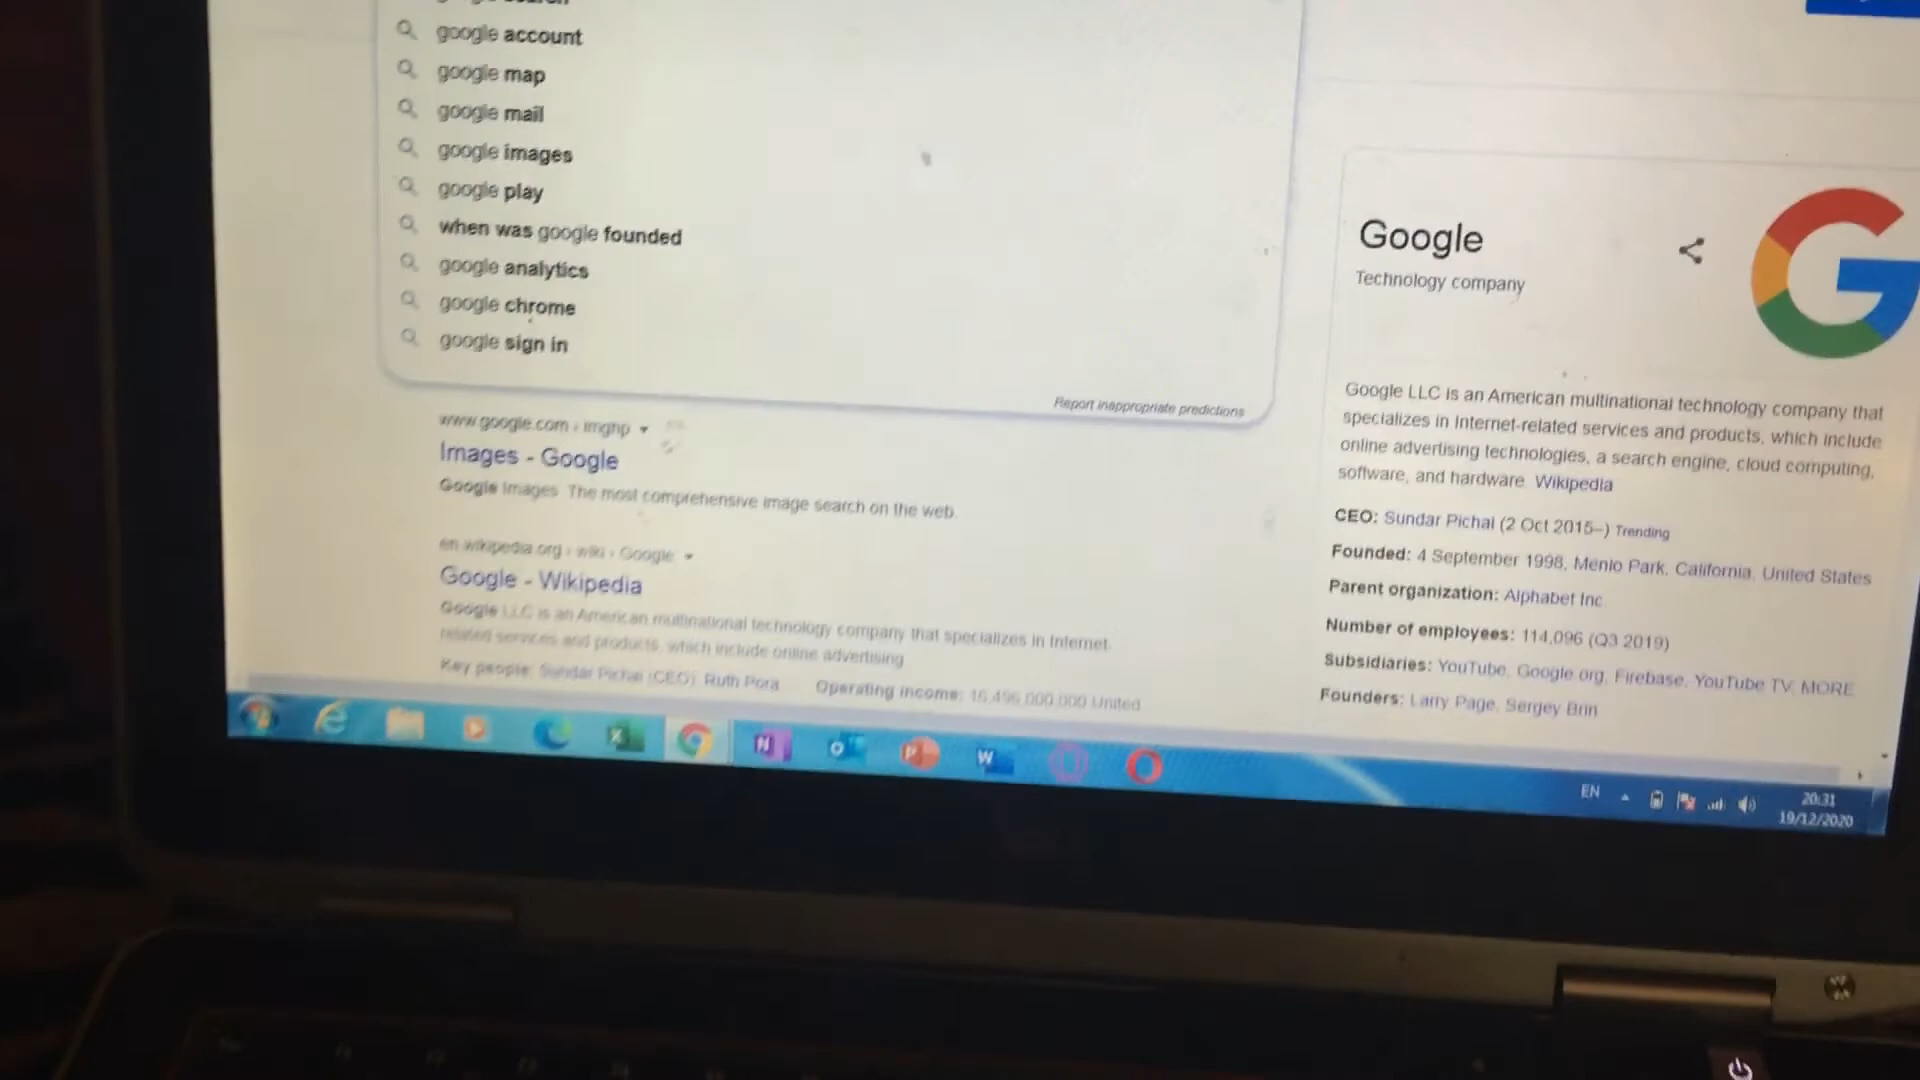 google account
google map
google mail
google images
google play
when was google founded
google analytics
google chrome
google sign in
Report inappropriate predictions
www.google.com › imghp
Images - Google
Google Images. The most comprehensive image search on the web.
en.wikipedia.org › wiki › Google
Google - Wikipedia
Google LLC is an American multinational technology company that specializes in Internet-
related services and products, which include online advertising
Key people: Sundar Pichai (CEO); Ruth Pora
Operating income: 16,496,000,000 United
Google
Technology company
Google LLC is an American multinational technology company that
specializes in Internet-related services and products, which include
online advertising technologies, a search engine, cloud computing,
software, and hardware. Wikipedia
CEO: Sundar Pichai (2 Oct 2015–) Trending
Founded: 4 September 1998, Menlo Park, California, United States
Parent organization: Alphabet Inc.
Number of employees: 114,096 (Q3 2019)
Subsidiaries: YouTube, Google.org, Firebase, YouTube TV, MORE
Founders: Larry Page, Sergey Brin
EN
20:31
19/12/2020